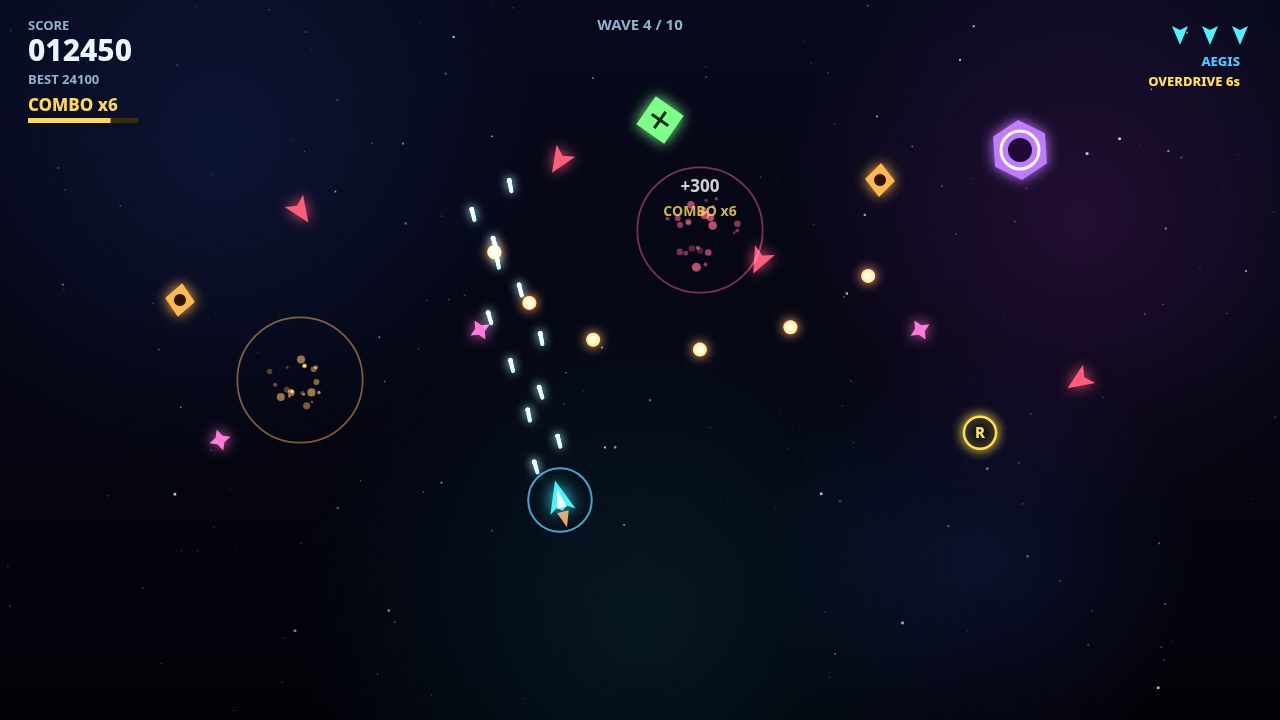 SCORE
012450
BEST 24100
COMBO x6
WAVE 4 / 10
AEGIS
OVERDRIVE 6s
+300
COMBO x6
R